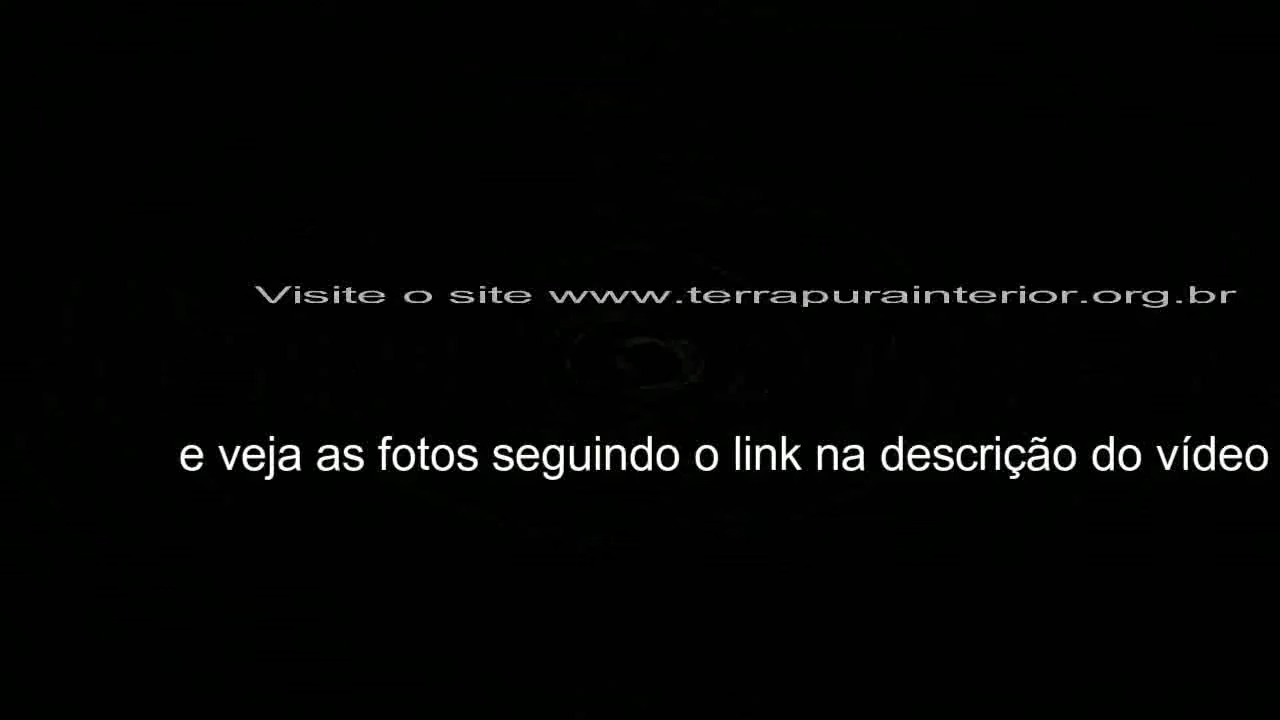 Visite o site www.terrapurainterior.org.br
e veja as fotos seguindo o link na descrição do vídeo